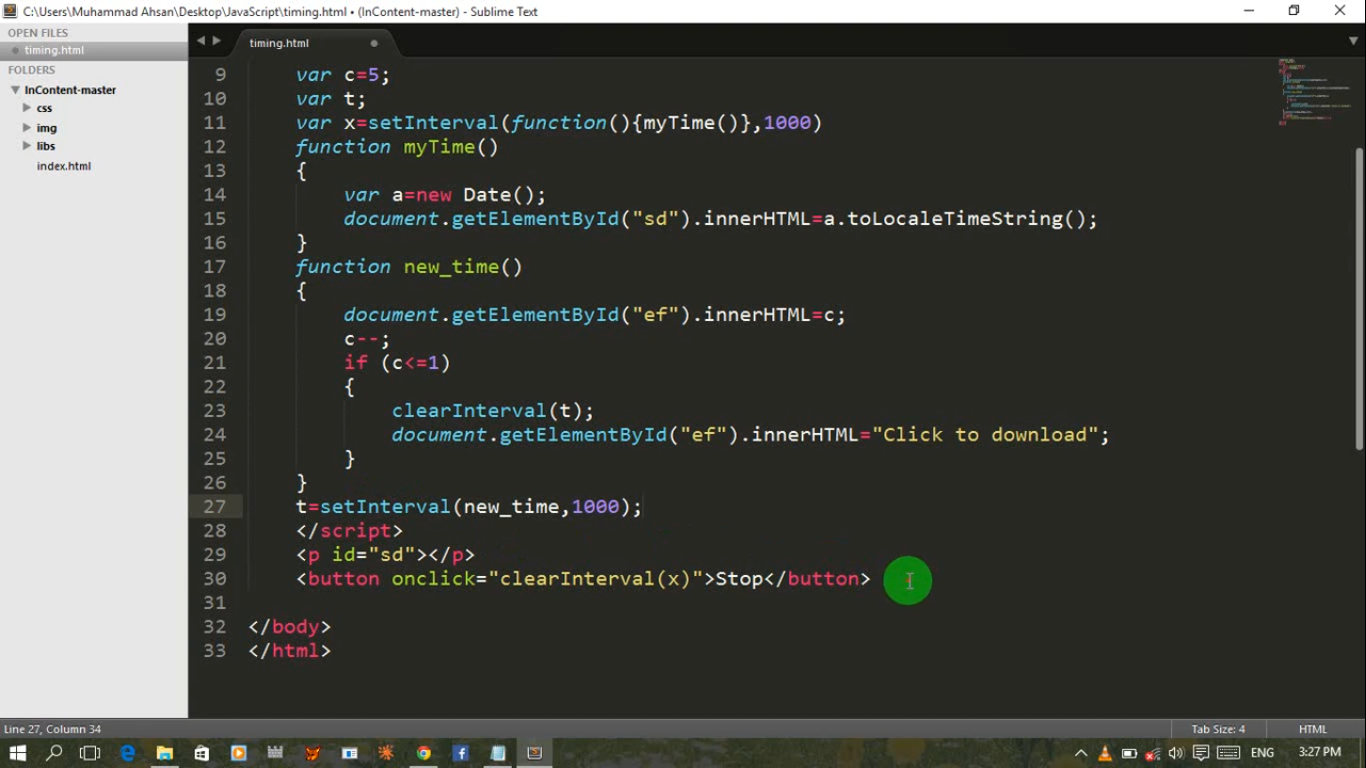 C:\Users\Muhammad Ahsan\Desktop\JavaScript\timing.html • (InContent-master) - Sublime Text
OPEN FILES
timing.html
FOLDERS
InContent-master
css
img
libs
index.html
timing.html
9 var c=5;
10 var t;
11 var x=setInterval(function(){myTime()},1000)
12 function myTime()
13 {
14 var a=new Date();
15 document.getElementById("sd").innerHTML=a.toLocaleTimeString();
16 }
17 function new_time()
18 {
19 document.getElementById("ef").innerHTML=c;
20 c--;
21 if (c<=1)
22 {
23 clearInterval(t);
24 document.getElementById("ef").innerHTML="Click to download";
25 }
26 }
27 t=setInterval(new_time,1000);
28 </script>
29 <p id="sd"></p>
30 <button onclick="clearInterval(x)">Stop</button>
31
32 </body>
33 </html>
Line 27, Column 34
Tab Size: 4
HTML
ENG
3:27 PM